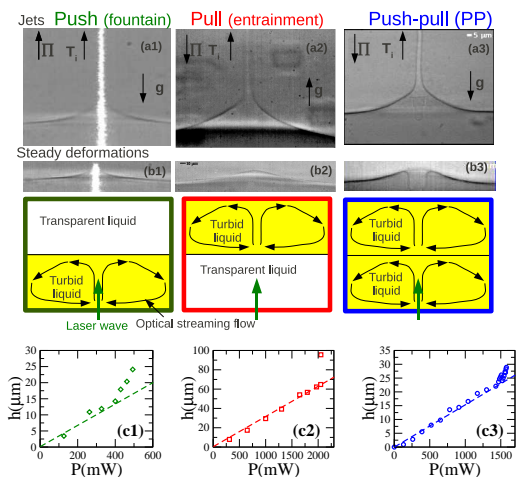 Jets Push (fountain) Pull (entrainment) Push-pull (PP)
Π τi (a1) g
Π τi (a2) g
Π τi (a3) 5 µm g
Steady deformations
(b1) (b2) (b3)
Transparent liquid
Turbid liquid
Laser wave
Turbid liquid
Transparent liquid
Optical streaming flow
Turbid liquid
Turbid liquid
h(µm)
30
25
20
15
10
5
0
0 200 400 600
P(mW)
(c1)
h(µm)
100
80
60
40
20
0
0 500 1000 1500 2000
P(mW)
(c2)
h(µm)
35
30
25
20
15
10
5
0
0 500 1000 1500
P(mW)
(c3)